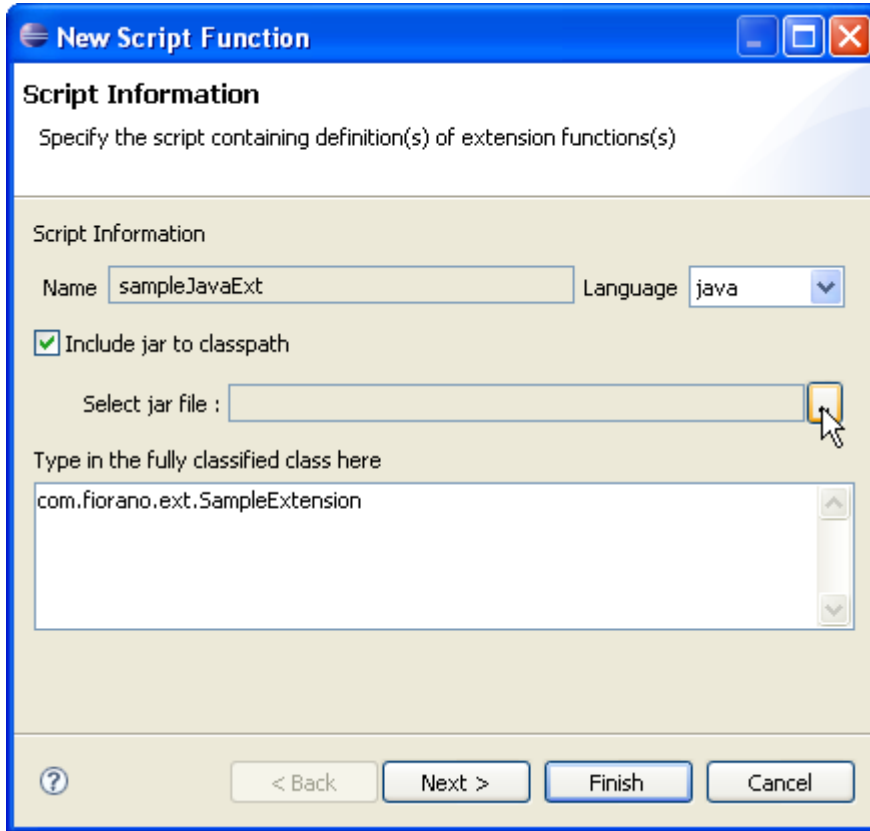 New Script Function
Script Information
Specify the script containing definition(s) of extension functions(s)
Script Information
Name sampleJavaExt Language java
Include jar to classpath
Select jar file : ..
Type in the fully classified class here
com.fiorano.ext.SampleExtension
? < Back Next > Finish Cancel